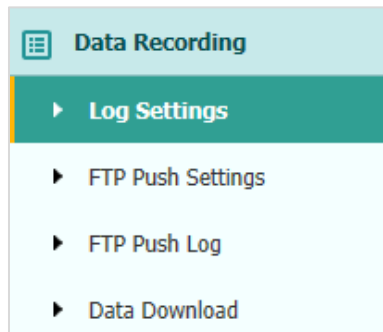 Data Recording
Log Settings
FTP Push Settings
FTP Push Log
Data Download